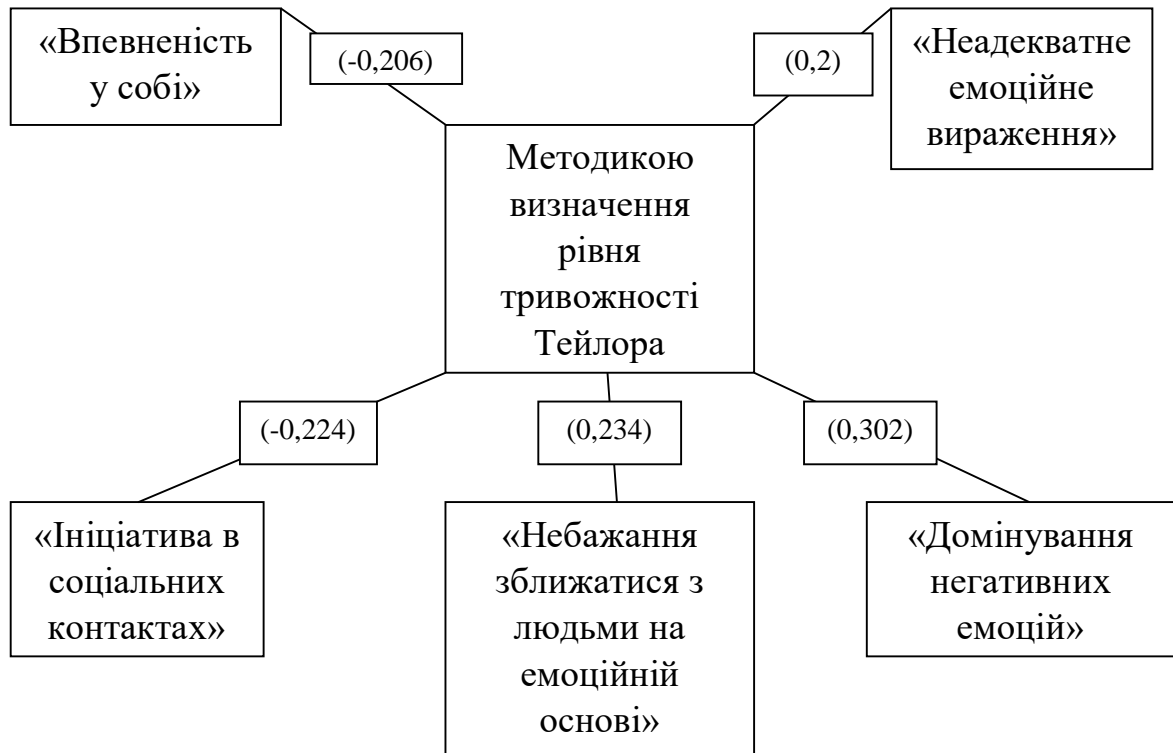 «Впевненість
у собі»
(-0,206)
(0,2)
«Неадекватне
емоційне
вираження»
Методикою
визначення
рівня
тривожності
Тейлора
(-0,224)
(0,234)
(0,302)
«Ініціатива в
соціальних
контактах»
«Небажання
зближатися з
людьми на
емоційній
основі»
«Домінування
негативних
емоцій»